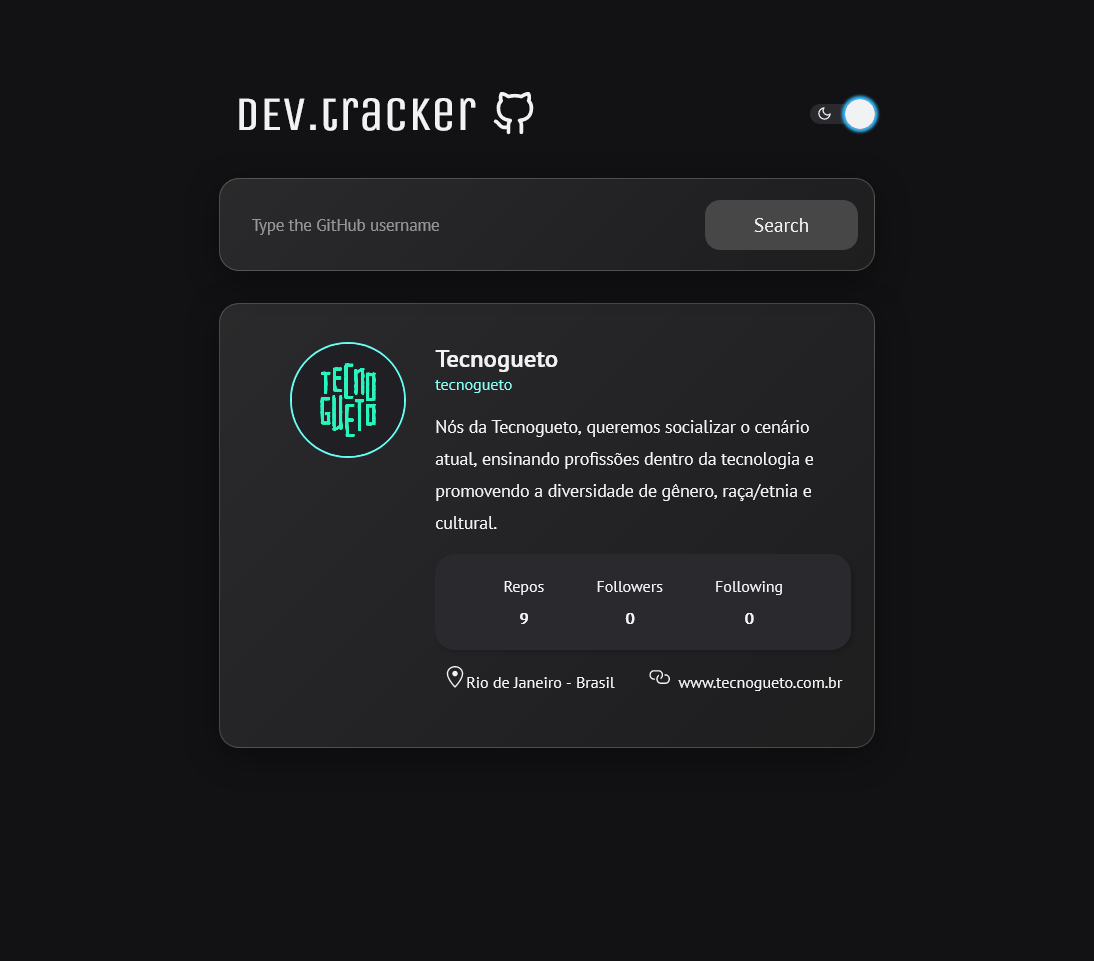 DEV.tracker
Type the GitHub username
Search
TECNO
GUETO
Tecnogueto
tecnogueto
Nós da Tecnogueto, queremos socializar o cenário
atual, ensinando profissões dentro da tecnologia e
promovendo a diversidade de gênero, raça/etnia e
cultural.
Repos Followers Following
9 0 0
Rio de Janeiro - Brasil www.tecnogueto.com.br